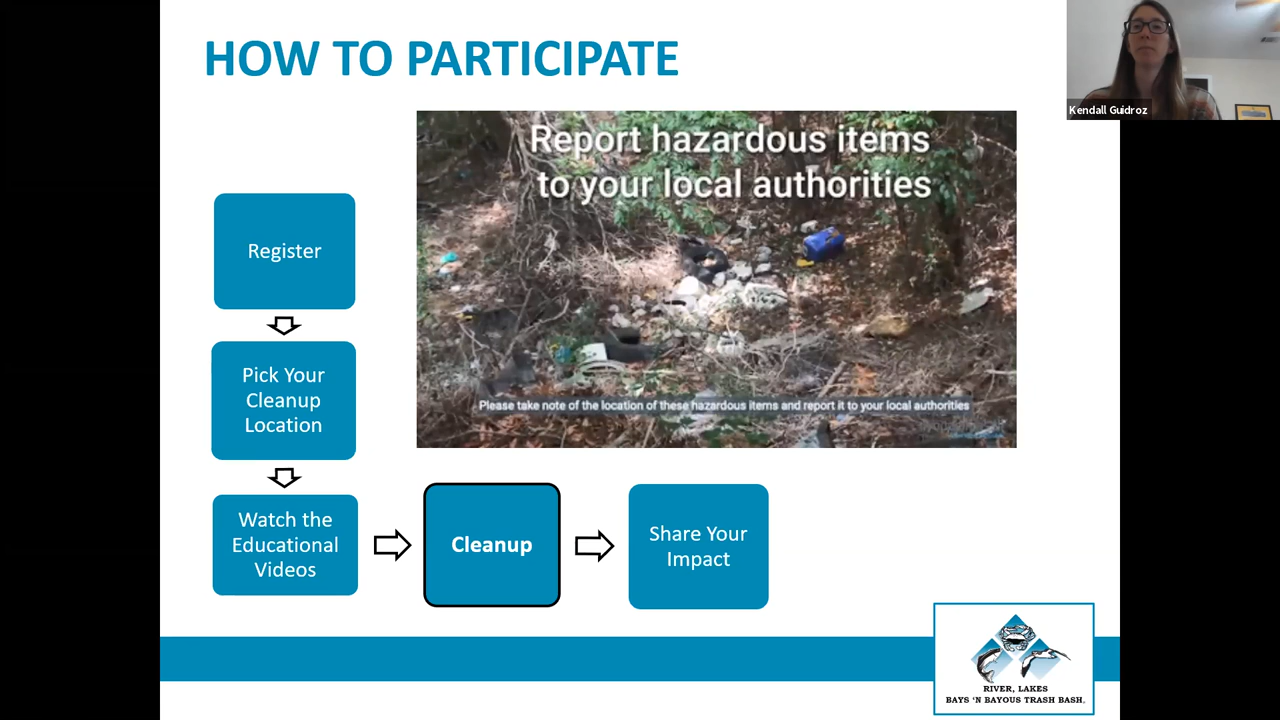 HOW TO PARTICIPATE
Kendall Guidroz
Report hazardous items
to your local authorities
Please take note of the location of these hazardous items and report it to your local authorities
Register
Pick Your
Cleanup
Location
Watch the
Educational
Videos
Cleanup
Share Your
Impact
RIVER, LAKES
BAYS 'N BAYOUS TRASH BASH